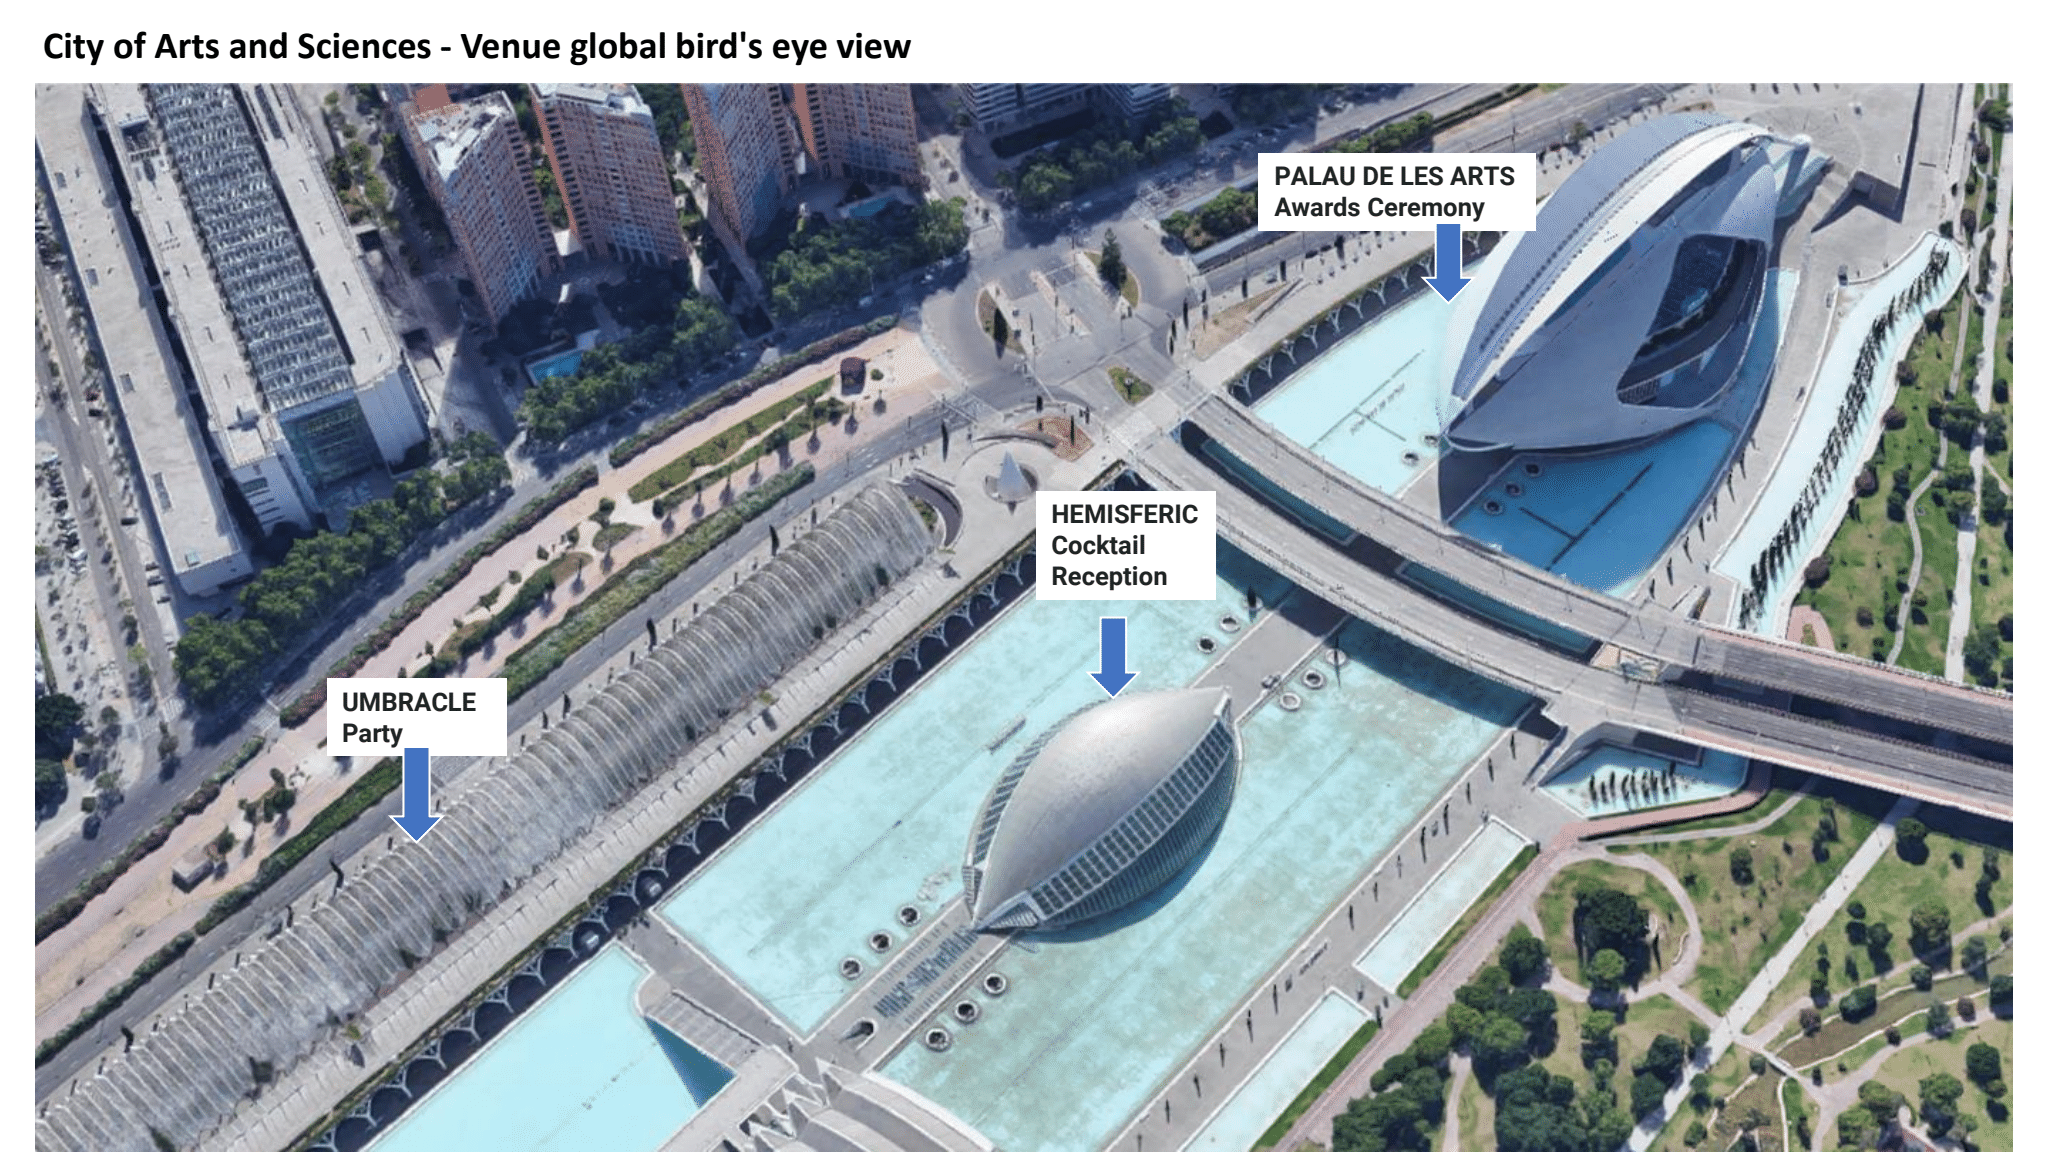 City of Arts and Sciences - Venue global bird's eye view
PALAU DE LES ARTS
Awards Ceremony
HEMISFERIC
Cocktail
Reception
UMBRACLE
Party